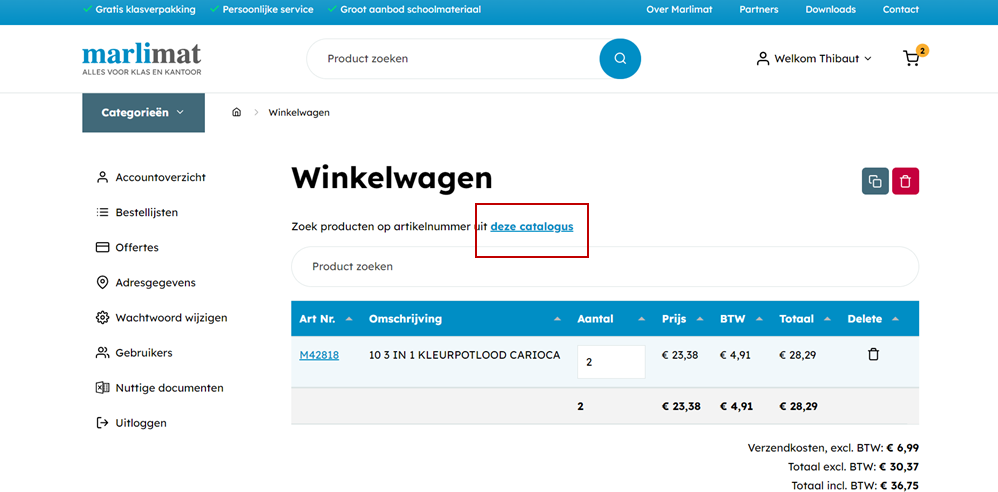 Gratis klasverpakking Persoonlijke service Groot aanbod schoolmateriaal Over Marlimat Partners Downloads Contact
marlimat
ALLES VOOR KLAS EN KANTOOR
Product zoeken
Welkom Thibaut
2
Categorieën
Winkelwagen
Accountoverzicht
Bestellijsten
Offertes
Adresgegevens
Wachtwoord wijzigen
Gebruikers
Nuttige documenten
Uitloggen
Winkelwagen
Zoek producten op artikelnummer uit deze catalogus
Product zoeken
Art Nr. Omschrijving Aantal Prijs BTW Totaal Delete
M42818 10 3 IN 1 KLEURPOTLOOD CARIOCA 2 € 23,38 € 4,91 € 28,29
2 € 23,38 € 4,91 € 28,29
Verzendkosten, excl. BTW: € 6,99
Totaal excl. BTW: € 30,37
Totaal incl. BTW: € 36,75